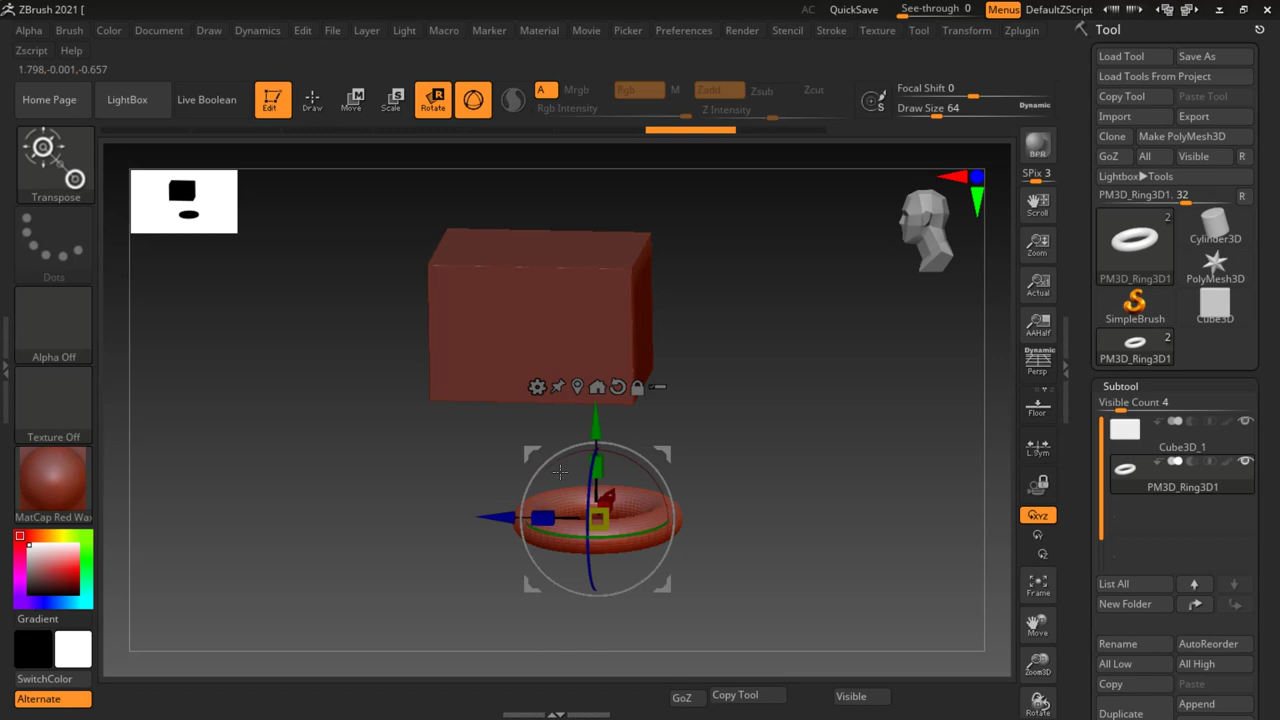 ZBrush 2021 [
AC QuickSave See-through 0 Menus DefaultZScript
Alpha Brush Color Document Draw Dynamics Edit File Layer Light Macro Marker Material Movie Picker Preferences Render Stencil Stroke Texture Tool Transform Zplugin
Zscript Help
1.798,-0.001,-0.657
Home Page LightBox Live Boolean Edit Draw Move Scale Rotate A Mrgb Rgb M Zadd Zsub Zcut
Rgb Intensity Z Intensity
Focal Shift 0
Draw Size 64 Dynamic
Transpose
Dots
Alpha Off
Texture Off
MatCap Red Wax
Gradient
SwitchColor
Alternate
BPR
SPix 3
Scroll
Zoom
Actual
AAHalf
Dynamic
Persp
Floor
L.Sym
XYZ
Frame
Move
Zoom3D
Rotate
GoZ Copy Tool Visible
Tool
Load Tool Save As
Load Tools From Project
Copy Tool Paste Tool
Import Export
Clone Make PolyMesh3D
GoZ All Visible R
Lightbox▶Tools
PM3D_Ring3D1. 32 R
2
PM3D_Ring3D1 Cylinder3D
PolyMesh3D
SimpleBrush Cube3D
2
PM3D_Ring3D1
Subtool
Visible Count 4
Cube3D_1
PM3D_Ring3D1
List All
New Folder
Rename AutoReorder
All Low All High
Copy Paste
Duplicate Append